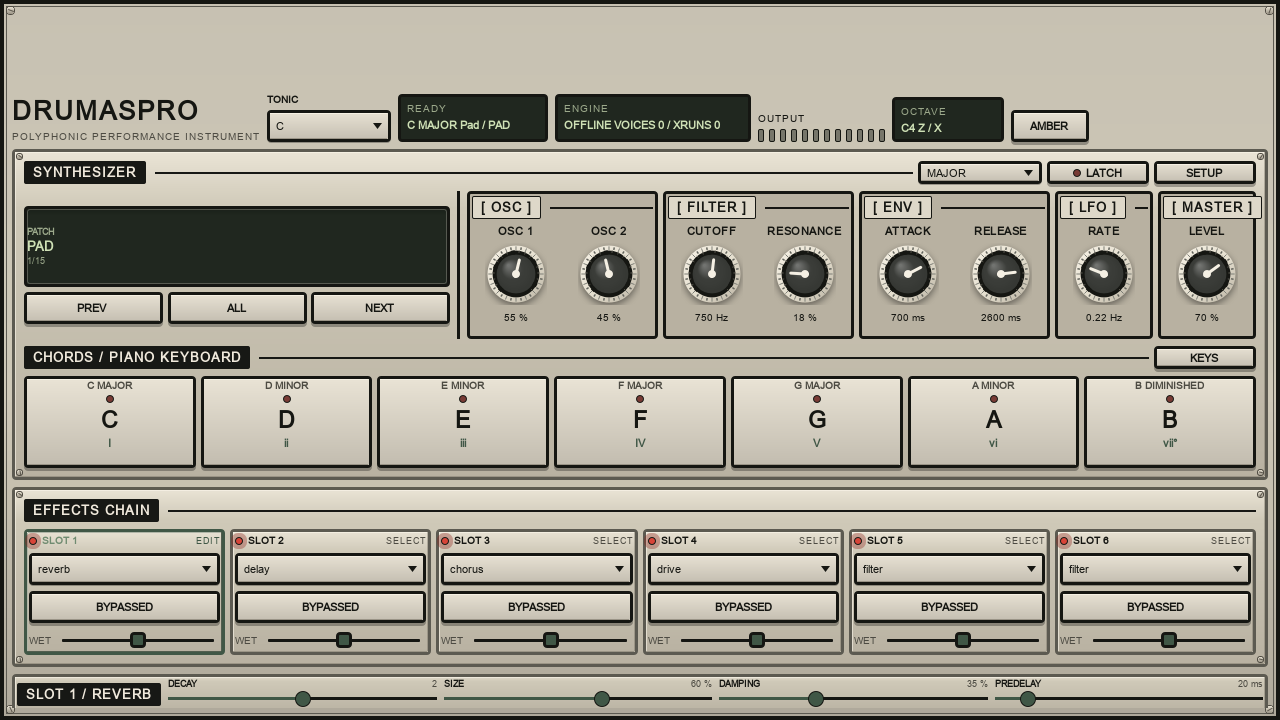 DRUMASPRO
POLYPHONIC PERFORMANCE INSTRUMENT
TONIC
C
READY
C MAJOR Pad / PAD
ENGINE
OFFLINE VOICES 0 / XRUNS 0
OUTPUT
OCTAVE
C4 Z / X
AMBER
SYNTHESIZER
MAJOR
LATCH
SETUP
PATCH
PAD
1/15
PREV
ALL
NEXT
[ OSC ]
OSC 1
OSC 2
55 %
45 %
[ FILTER ]
CUTOFF
RESONANCE
750 Hz
18 %
[ ENV ]
ATTACK
RELEASE
700 ms
2600 ms
[ LFO ]
RATE
0.22 Hz
[ MASTER ]
LEVEL
70 %
CHORDS / PIANO KEYBOARD
KEYS
C MAJOR
C
I
D MINOR
D
ii
E MINOR
E
iii
F MAJOR
F
IV
G MAJOR
G
V
A MINOR
A
vi
B DIMINISHED
B
vii°
EFFECTS CHAIN
SLOT 1
EDIT
reverb
BYPASSED
WET
SLOT 2
SELECT
delay
BYPASSED
WET
SLOT 3
SELECT
chorus
BYPASSED
WET
SLOT 4
SELECT
drive
BYPASSED
WET
SLOT 5
SELECT
filter
BYPASSED
WET
SLOT 6
SELECT
filter
BYPASSED
WET
SLOT 1 / REVERB
DECAY
2
SIZE
60 %
DAMPING
35 %
PREDELAY
20 ms